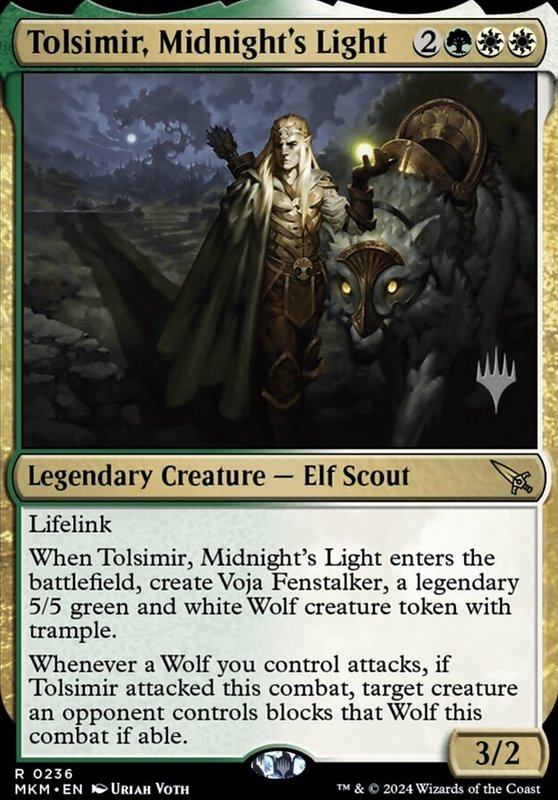 Tolsimir, Midnight's Light 2
Legendary Creature — Elf Scout
Lifelink
When Tolsimir, Midnight's Light enters the
battlefield, create Voja Fenstalker, a legendary
5/5 green and white Wolf creature token with
trample.
Whenever a Wolf you control attacks, if
Tolsimir attacked this combat, target creature
an opponent controls blocks that Wolf this
combat if able.
3/2
R 0236
MKM • EN Uriah Voth
™ & © 2024 Wizards of the Coast